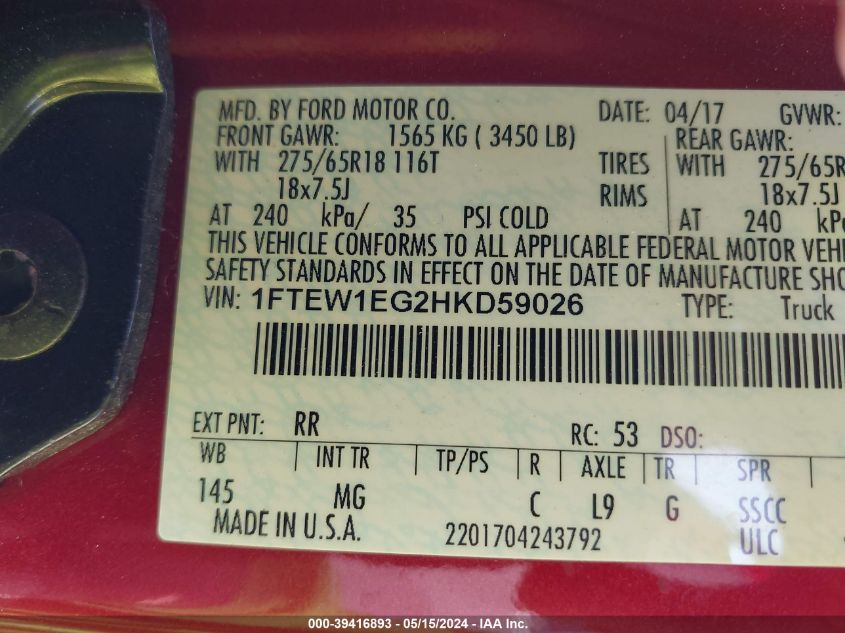 MFD. BY FORD MOTOR CO. DATE: 04/17 GVWR:
FRONT GAWR: 1565 KG ( 3450 LB) REAR GAWR:
WITH 275/65R18 116T TIRES WITH 275/65R
18x7.5J RIMS 18x7.5J
AT 240 kPa/ 35 PSI COLD AT 240 kPa
THIS VEHICLE CONFORMS TO ALL APPLICABLE FEDERAL MOTOR VEHI
SAFETY STANDARDS IN EFFECT ON THE DATE OF MANUFACTURE SHO
VIN: 1FTEW1EG2HKD59026 TYPE: Truck
EXT PNT: RR RC: 53 DSO:
WB INT TR TP/PS R AXLE TR SPR
145 MG C L9 G SSCC
MADE IN U.S.A. 2201704243792 ULC
000-39416893 - 05/15/2024 - IAA Inc.